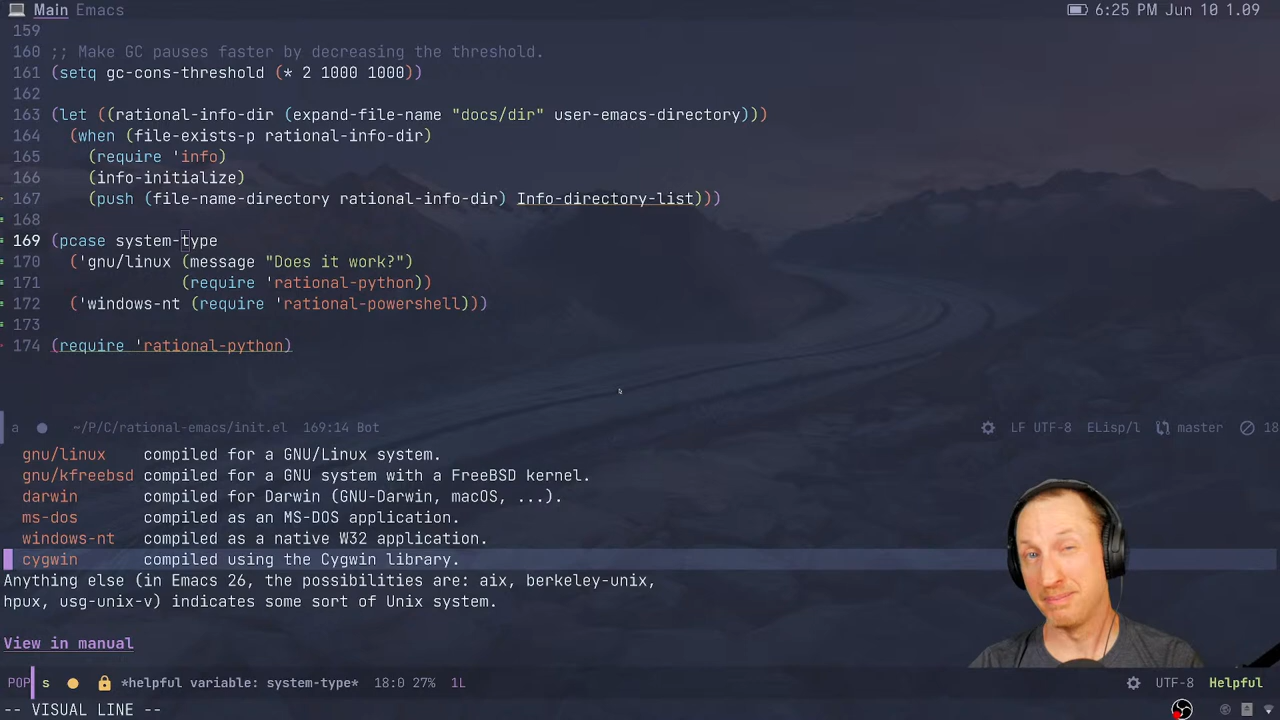 Main Emacs 6:25 PM Jun 10 1.09
159
160 ;; Make GC pauses faster by decreasing the threshold.
161 (setq gc-cons-threshold (* 2 1000 1000))
162
163 (let ((rational-info-dir (expand-file-name "docs/dir" user-emacs-directory)))
164   (when (file-exists-p rational-info-dir)
165     (require 'info)
166     (info-initialize)
167     (push (file-name-directory rational-info-dir) Info-directory-list)))
168
169 (pcase system-type
170   ('gnu/linux (message "Does it work?")
171               (require 'rational-python))
172   ('windows-nt (require 'rational-powershell)))
173
174 (require 'rational-python)
a ~/P/C/rational-emacs/init.el 169:14 Bot LF UTF-8 ELisp/l master 18
gnu/linux compiled for a GNU/Linux system.
gnu/kfreebsd compiled for a GNU system with a FreeBSD kernel.
darwin compiled for Darwin (GNU-Darwin, macOS, ...).
ms-dos compiled as an MS-DOS application.
windows-nt compiled as a native W32 application.
cygwin compiled using the Cygwin library.
Anything else (in Emacs 26, the possibilities are: aix, berkeley-unix,
hpux, usg-unix-v) indicates some sort of Unix system.
View in manual
POP s *helpful variable: system-type* 18:0 27% 1L UTF-8 Helpful
-- VISUAL LINE --